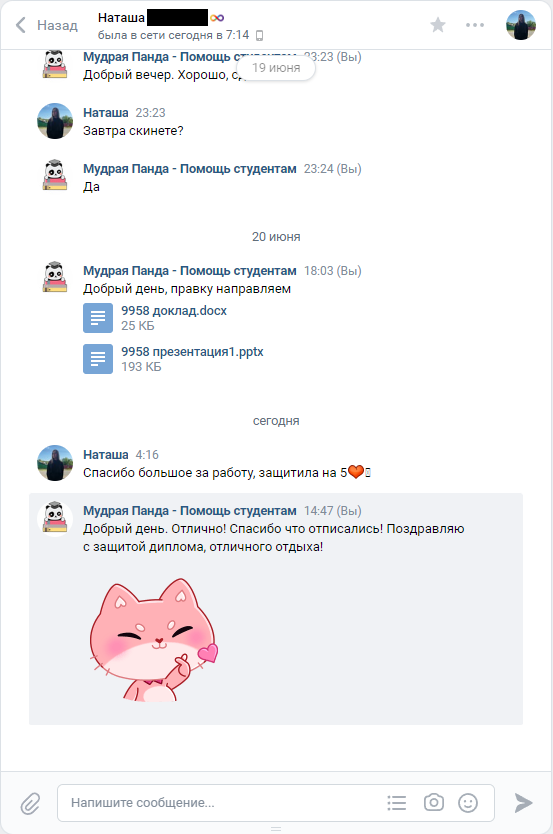 Назад
Наташа
была в сети сегодня в 7:14
Мудрая Панда - Помощь студентам 23:23 (Вы)
19 июня
Добрый вечер. Хорошо,
Наташа 23:23
Завтра скинете?
Мудрая Панда - Помощь студентам 23:24 (Вы)
Да
20 июня
Мудрая Панда - Помощь студентам 18:03 (Вы)
Добрый день, правку направляем
9958 доклад.docx
25 КБ
9958 презентация1.pptx
193 КБ
сегодня
Наташа 4:16
Спасибо большое за работу, защитила на 5
Мудрая Панда - Помощь студентам 14:47 (Вы)
Добрый день. Отлично! Спасибо что отписались! Поздравляю
с защитой диплома, отличного отдыха!
Напишите сообщение...